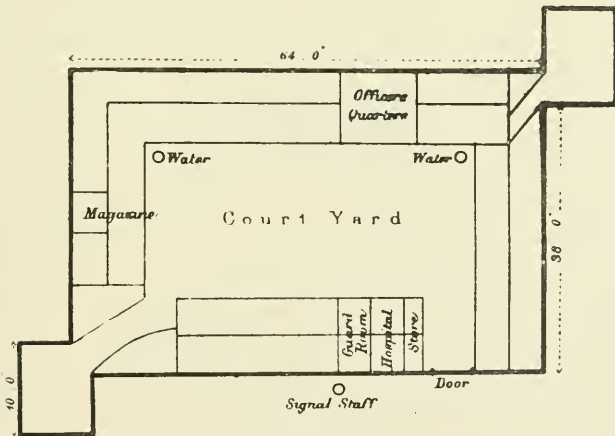 64' 0"
Officers
Quarters
Water
Water
Magazine
Court Yard
38' 0"
Guard
Room
Hospital
Store
10' 0
Door
Signal Staff